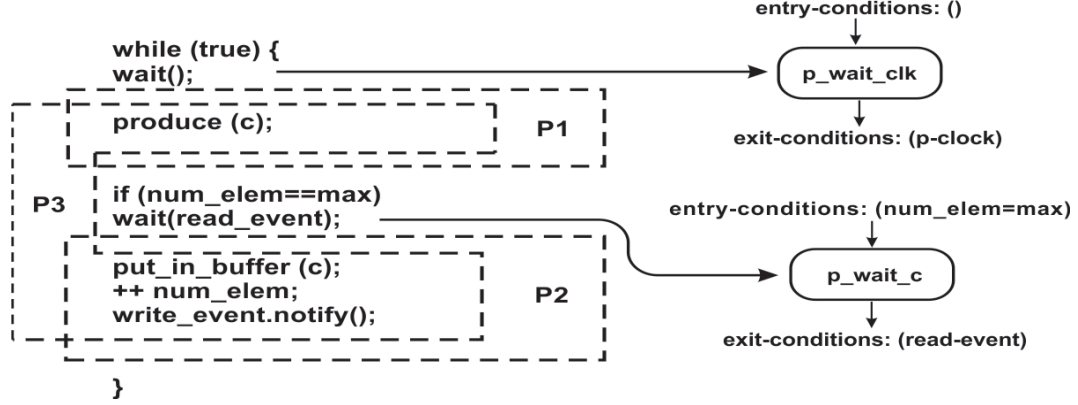 entry-conditions: ()
while (true) {
wait();
p_wait_clk
produce (c);
P1
exit-conditions: (p-clock)
P3
if (num_elem==max)
wait(read_event);
entry-conditions: (num_elem=max)
put_in_buffer (c);
++ num_elem;
write_event.notify();
P2
p_wait_c
exit-conditions: (read-event)
}